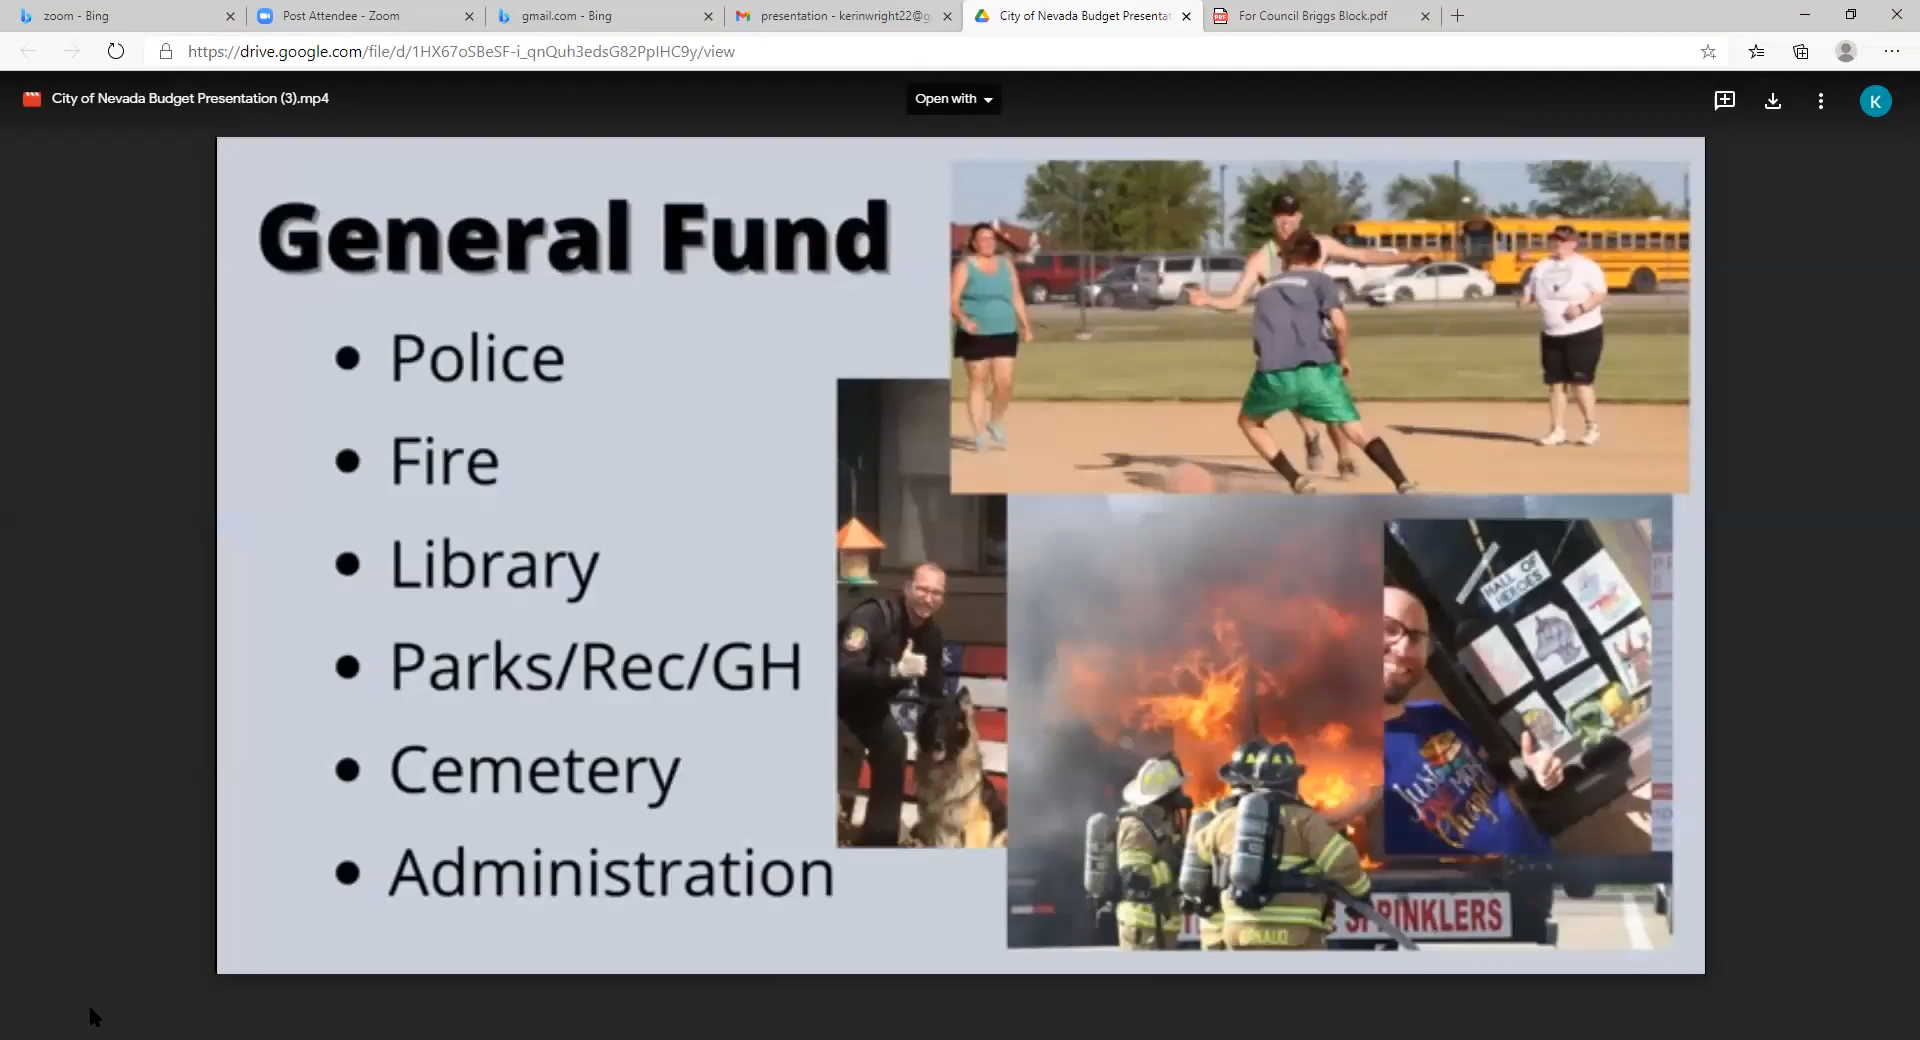 zoom - Bing
Post Attendee - Zoom
gmail.com - Bing
presentation - kerinwright22@g
City of Nevada Budget Presentat
For Council Briggs Block.pdf
https://drive.google.com/file/d/1HX67oSBeSF-i_qnQuh3edsG82PpIHC9y/view
City of Nevada Budget Presentation (3).mp4
Open with
K
General Fund
• Police
• Fire
• Library
• Parks/Rec/GH
• Cemetery
• Administration
HALL OF
HEROES
SPRINKLERS